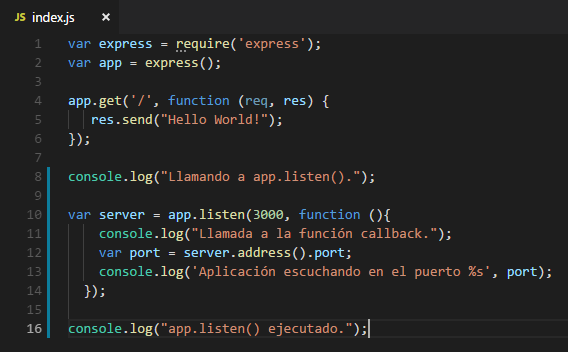 JS index.js ×
1 var express = require('express');
2 var app = express();
3
4 app.get('/', function (req, res) {
5 res.send("Hello World!");
6 });
7
8 console.log("Llamando a app.listen().");
9
10 var server = app.listen(3000, function (){
11 console.log("Llamada a la función callback.");
12 var port = server.address().port;
13 console.log('Aplicación escuchando en el puerto %s', port);
14 });
15
16 console.log("app.listen() ejecutado.");